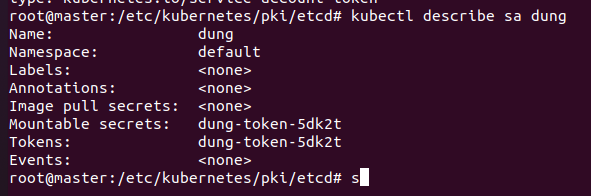 type: kubernetes.io/service-account-token
root@master:/etc/kubernetes/pki/etcd# kubectl describe sa dung
Name:                dung
Namespace:           default
Labels:              <none>
Annotations:         <none>
Image pull secrets:  <none>
Mountable secrets:   dung-token-5dk2t
Tokens:              dung-token-5dk2t
Events:              <none>
root@master:/etc/kubernetes/pki/etcd# s